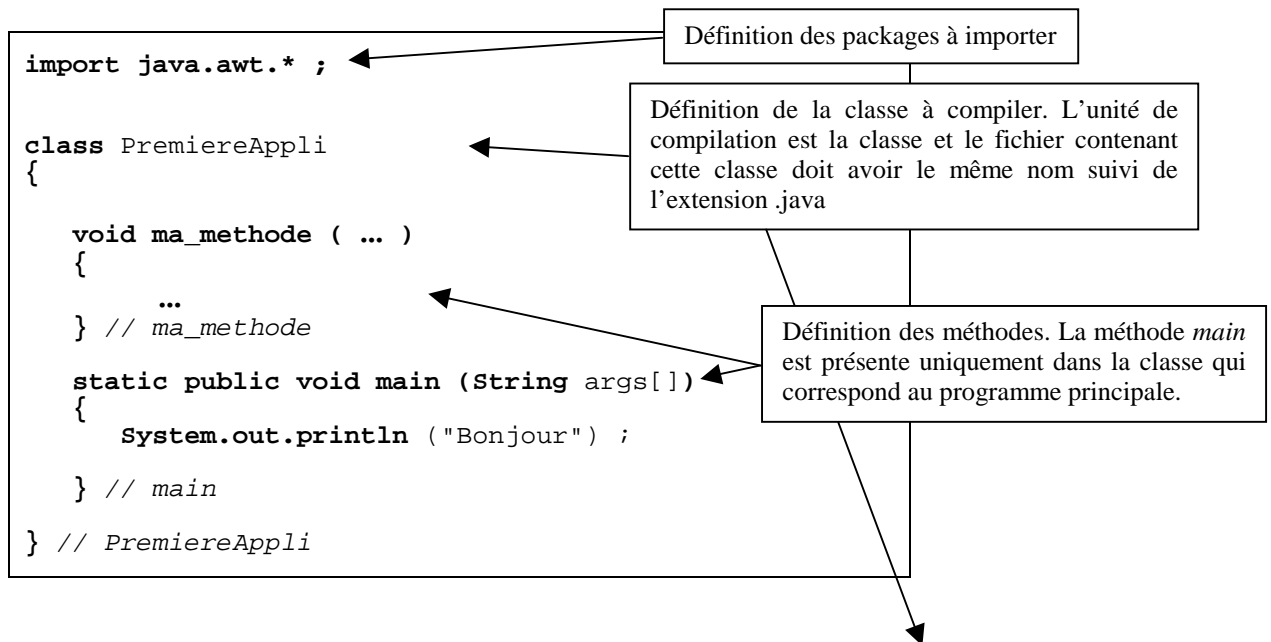 Définition des packages à importer
import java.awt.* ;
Définition de la classe à compiler. L’unité de
compilation est la classe et le fichier contenant
cette classe doit avoir le même nom suivi de
l’extension .java
class PremiereAppli
{
void ma_methode ( … )
{
…
} // ma_methode
Définition des méthodes. La méthode main
est présente uniquement dans la classe qui
correspond au programme principale.
static public void main (String args[])
{
System.out.println ("Bonjour") ;
} // main
} // PremiereAppli